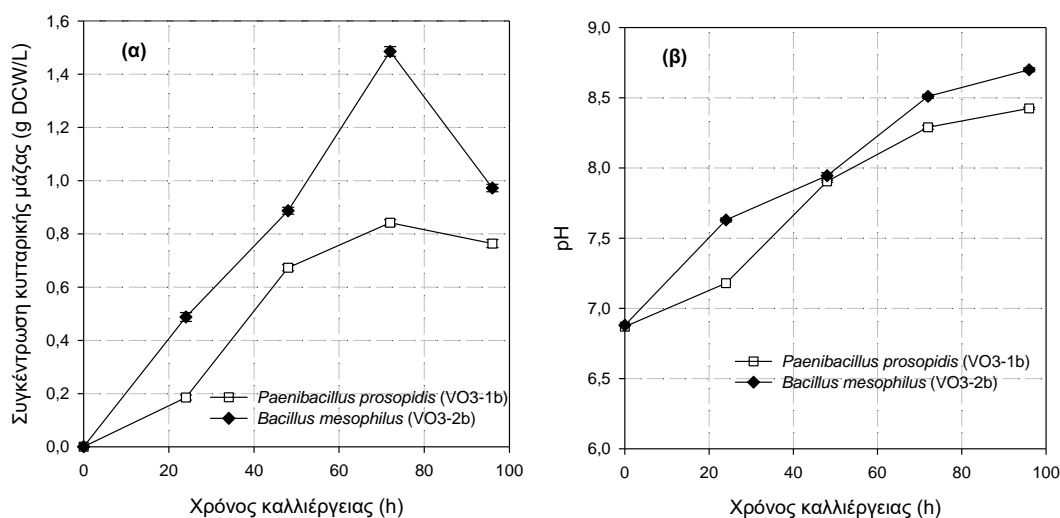 Συγκέντρωση κυτταρικής μάζας (g DCW/L)
1,6
1,4
1,2
1,0
0,8
0,6
0,4
0,2
0,0
(α)
Paenibacillus prosopidis (VO3-1b)
Bacillus mesophilus (VO3-2b)
0
20
40
60
80
100
Χρόνος καλλιέργειας (h)
pH
9,0
8,5
8,0
7,5
7,0
6,5
6,0
(β)
Paenibacillus prosopidis (VO3-1b)
Bacillus mesophilus (VO3-2b)
0
20
40
60
80
100
Χρόνος καλλιέργειας (h)